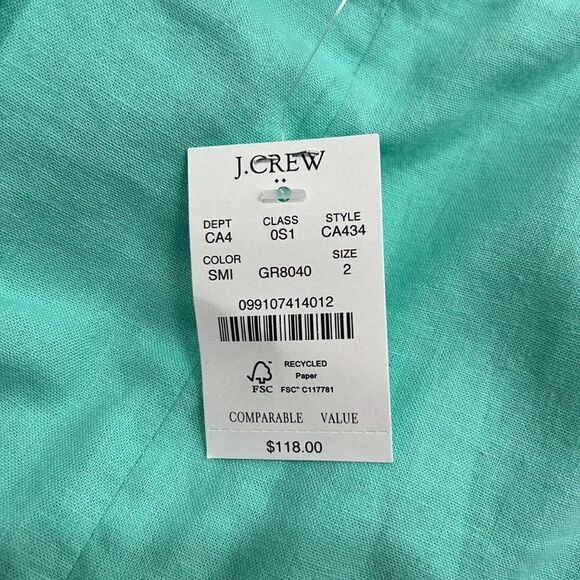 J.CREW
DEPT CLASS STYLE
CA4 0S1 CA434
COLOR SIZE
SMI GR8040 2
099107414012
RECYCLED
Paper
FSC FSC™ C117781
COMPARABLE VALUE
$118.00